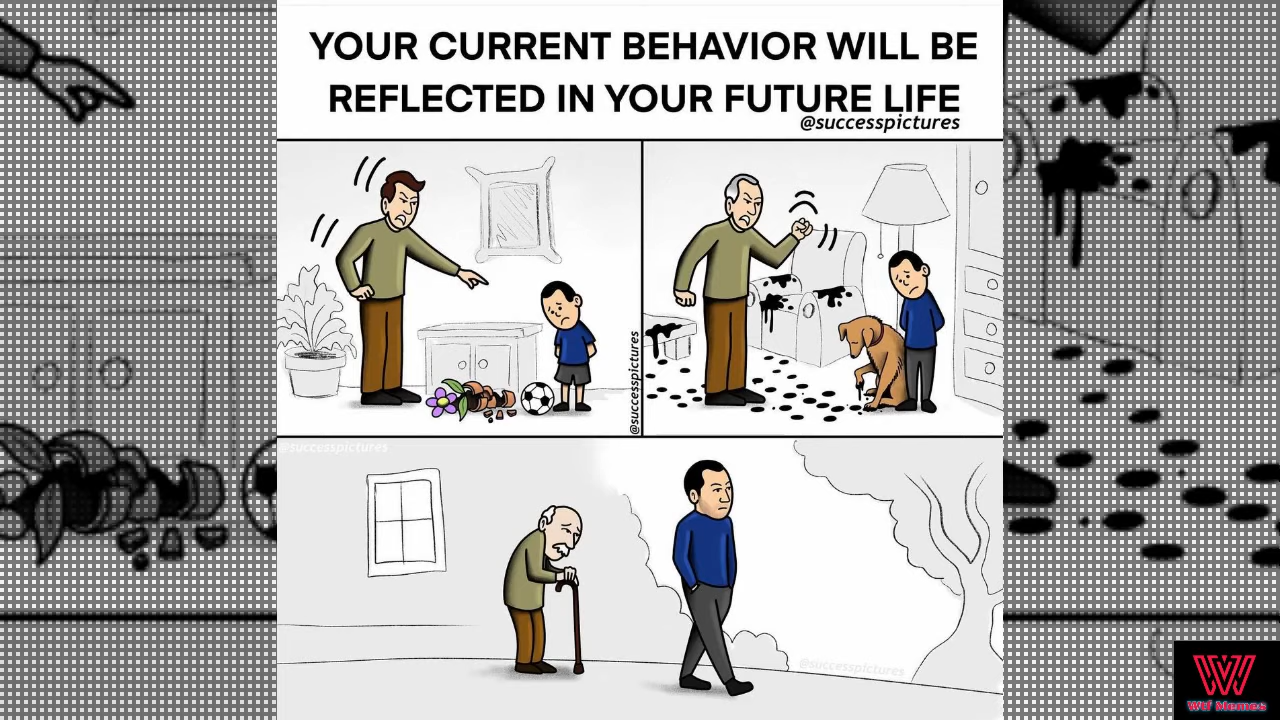 YOUR CURRENT BEHAVIOR WILL BE
REFLECTED IN YOUR FUTURE LIFE
@successpictures
@successpictures
@successpictures
@successpictures
Wtf Memes